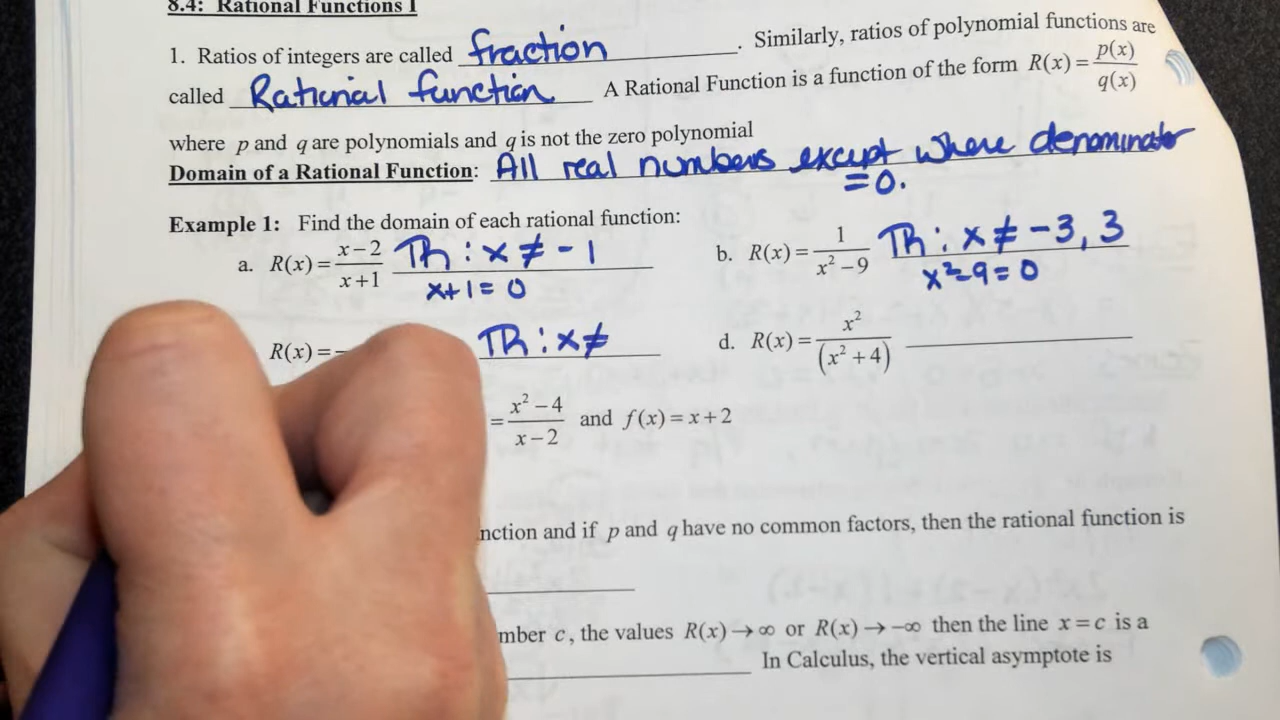 8.4: Rational Functions I
1. Ratios of integers are called fraction. Similarly, ratios of polynomial functions are
called Rational function A Rational Function is a function of the form R(x) = p(x)/q(x)
where p and q are polynomials and q is not the zero polynomial
Domain of a Rational Function: All real numbers except where denominator
= 0.
Example 1: Find the domain of each rational function:
a. R(x) = (x−2)/(x+1) TR : x ≠ −1
x+1 = 0
b. R(x) = 1/(x²−9) TR : x ≠ −3, 3
x²−9 = 0
R(x) = TR : x ≠
d. R(x) = x²/(x²+4)
= (x²−4)/(x−2) and f(x) = x+2
nction and if p and q have no common factors, then the rational function is
mber c, the values R(x) → ∞ or R(x) → −∞ then the line x = c is a
In Calculus, the vertical asymptote is